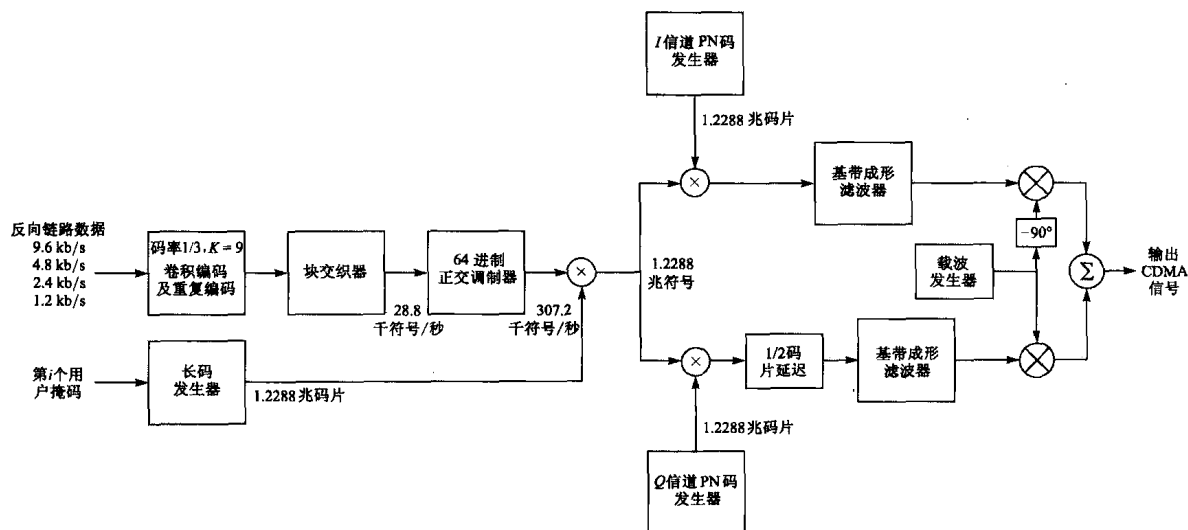 I信道 PN码
发生器
1.2288 兆码片
基带成形
滤波器
×
×
−90°
反向链路数据
9.6 kb/s
4.8 kb/s
2.4 kb/s
1.2 kb/s
码率1/3, K = 9
卷积编码
及重复编码
块交织器
28.8
千符号/秒
64 进制
正交调制器
307.2
千符号/秒
×
1.2288
兆符号
载波
发生器
Σ
输出
CDMA
信号
第i个用
户掩码
长码
发生器
1.2288 兆码片
×
1/2码
片延迟
基带成形
滤波器
×
1.2288 兆码片
Q信道 PN 码
发生器